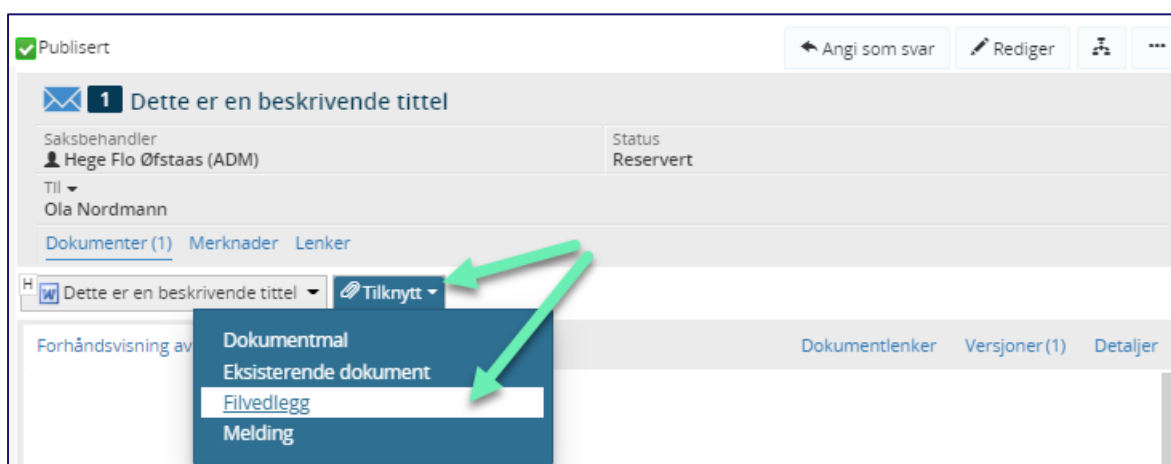 Publisert
Angi som svar Rediger ...
1 Dette er en beskrivende tittel
Saksbehandler Status
Hege Flo Øfstaas (ADM) Reservert
Til
Ola Nordmann
Dokumenter (1) Merknader Lenker
H W Dette er en beskrivende tittel Tilknytt
Forhåndsvisning av Dokumentlenker Versjoner (1) Detaljer
Dokumentmal
Eksisterende dokument
Filvedlegg
Melding